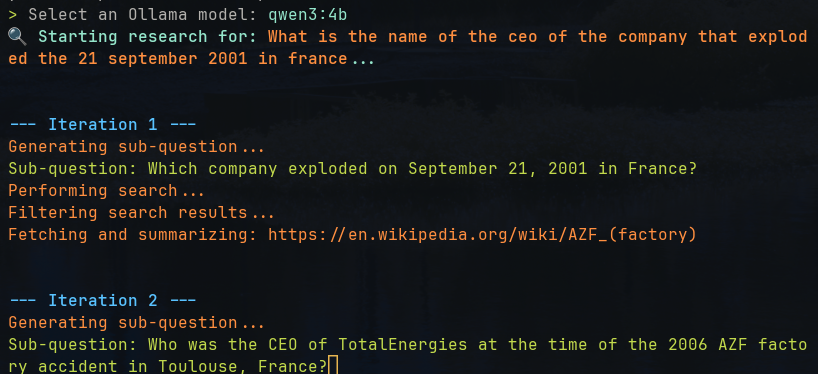 > Select an Ollama model: qwen3:4b
🔍 Starting research for: What is the name of the ceo of the company that explod
ed the 21 september 2001 in france...
--- Iteration 1 ---
Generating sub-question...
Sub-question: Which company exploded on September 21, 2001 in France?
Performing search...
Filtering search results...
Fetching and summarizing: https://en.wikipedia.org/wiki/AZF_(factory)
--- Iteration 2 ---
Generating sub-question...
Sub-question: Who was the CEO of TotalEnergies at the time of the 2006 AZF facto
ry accident in Toulouse, France?